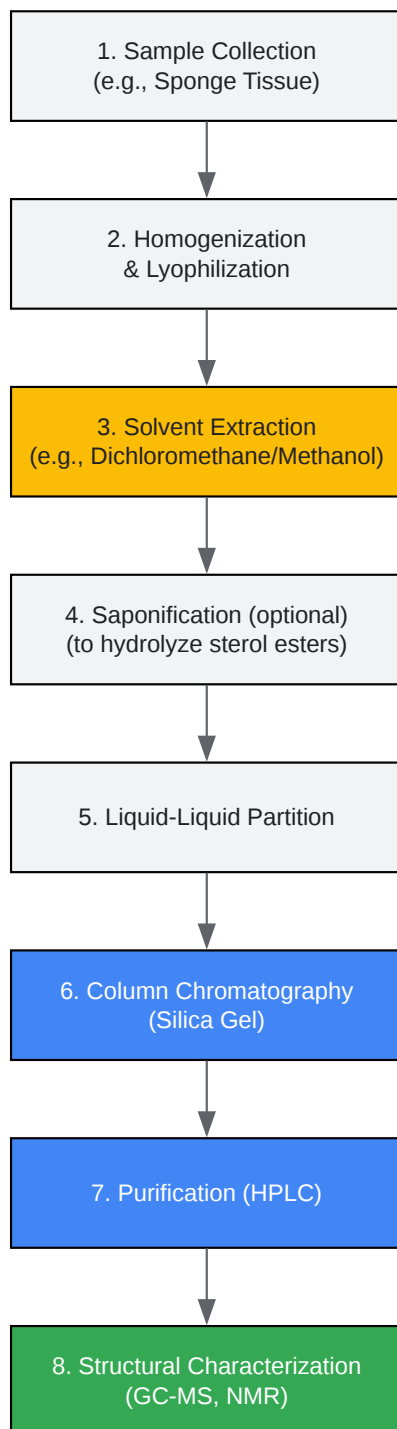 1. Sample Collection
(e.g., Sponge Tissue)
2. Homogenization
& Lyophilization
3. Solvent Extraction
(e.g., Dichloromethane/Methanol)
4. Saponification (optional)
(to hydrolyze sterol esters)
5. Liquid-Liquid Partition
6. Column Chromatography
(Silica Gel)
7. Purification (HPLC)
8. Structural Characterization
(GC-MS, NMR)